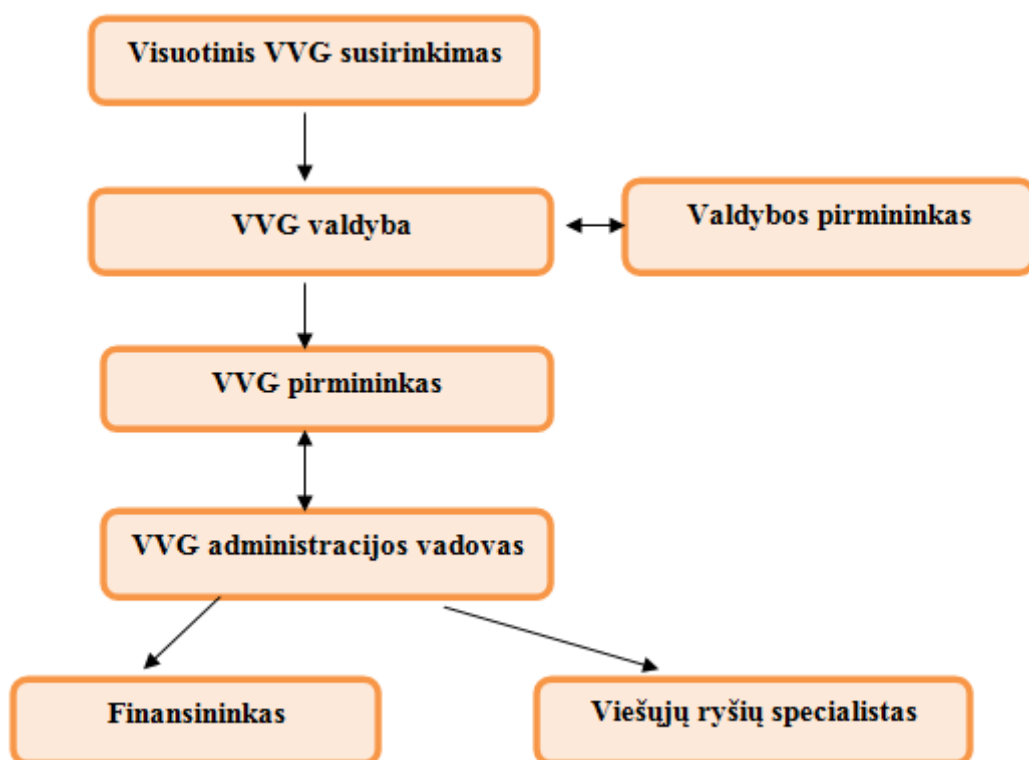 Visuotinis VVG susirinkimas
VVG valdyba
Valdybos pirmininkas
VVG pirmininkas
VVG administracijos vadovas
Finansininkas
Viešųjų ryšių specialistas